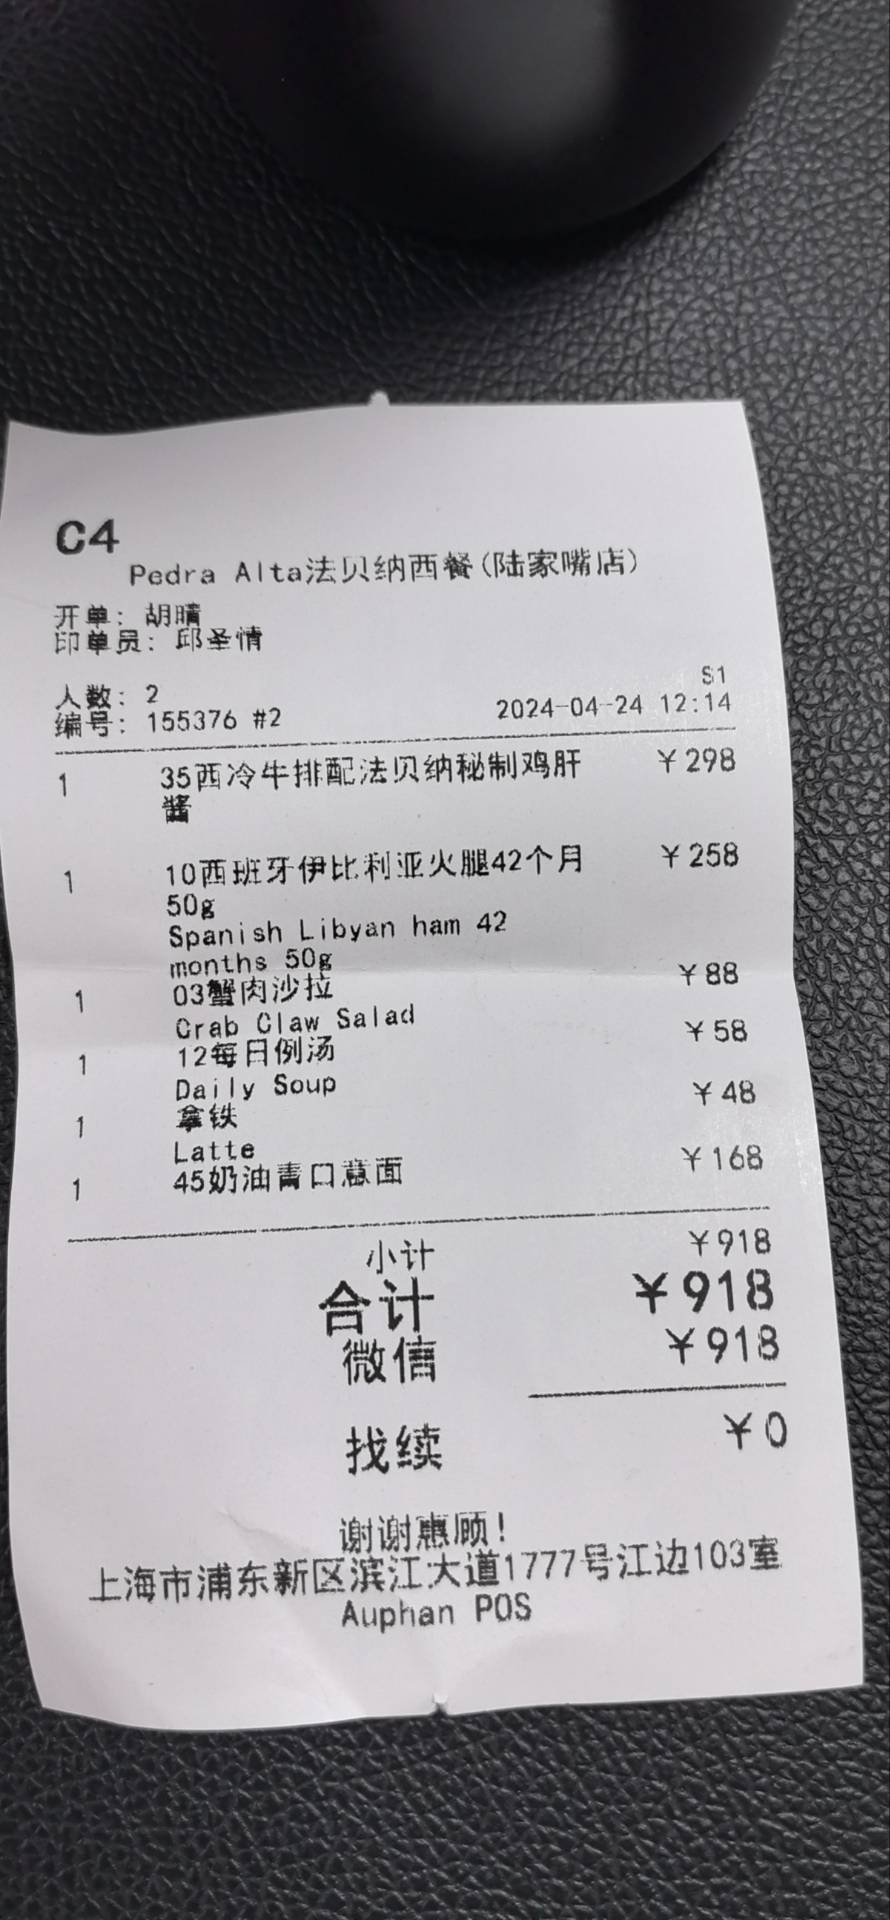 C4
Pedra Alta法贝纳西餐(陆家嘴店)
开单: 胡晴
印单员: 邱圣情
S1
人数: 2
编号: 155376 #2 2024-04-24 12:14
1 35西冷牛排配法贝纳秘制鸡肝 ￥298
酱
1 10西班牙伊比利亚火腿42个月 ￥258
50g
Spanish Libyan ham 42
months 50g
1 03蟹肉沙拉 ￥88
Crab Claw Salad
1 12每日例汤 ￥58
Daily Soup
1 拿铁 ￥48
Latte
1 45奶油青口意面 ￥168
小计 ￥918
合计 ￥918
微信 ￥918
找续 ￥0
谢谢惠顾!
上海市浦东新区滨江大道1777号江边103室
Auphan POS